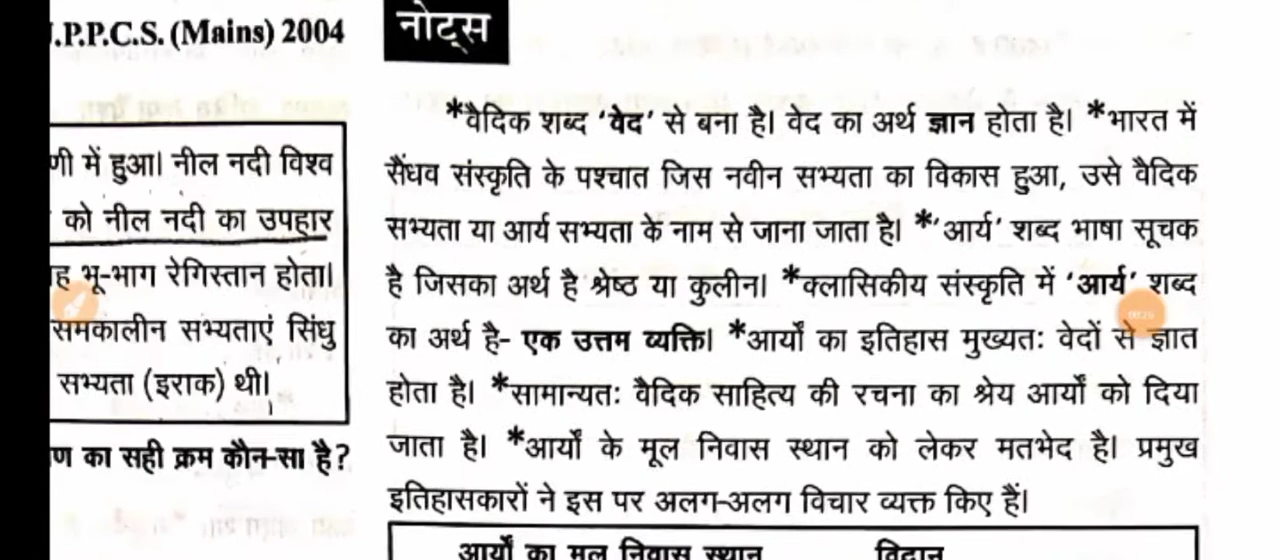 .P.P.C.S. (Mains) 2004
णी में हुआ। नील नदी विश्व
को नील नदी का उपहार
ह भू-भाग रेगिस्तान होता।
समकालीन सभ्यताएं सिंधु
सभ्यता (इराक) थी।
ण का सही क्रम कौन-सा है?
नोट्स
*वैदिक शब्द ‘वेद’ से बना है। वेद का अर्थ ज्ञान होता है। *भारत में
सैंधव संस्कृति के पश्चात जिस नवीन सभ्यता का विकास हुआ, उसे वैदिक
सभ्यता या आर्य सभ्यता के नाम से जाना जाता है। *‘आर्य’ शब्द भाषा सूचक
है जिसका अर्थ है श्रेष्ठ या कुलीन। *क्लासिकीय संस्कृति में ‘आर्य’ शब्द
का अर्थ है- एक उत्तम व्यक्ति। *आर्यों का इतिहास मुख्यतः वेदों से ज्ञात
होता है। *सामान्यतः वैदिक साहित्य की रचना का श्रेय आर्यों को दिया
जाता है। *आर्यों के मूल निवास स्थान को लेकर मतभेद है। प्रमुख
इतिहासकारों ने इस पर अलग-अलग विचार व्यक्त किए हैं।
आर्यों का मूल निवास स्थान विद्वान